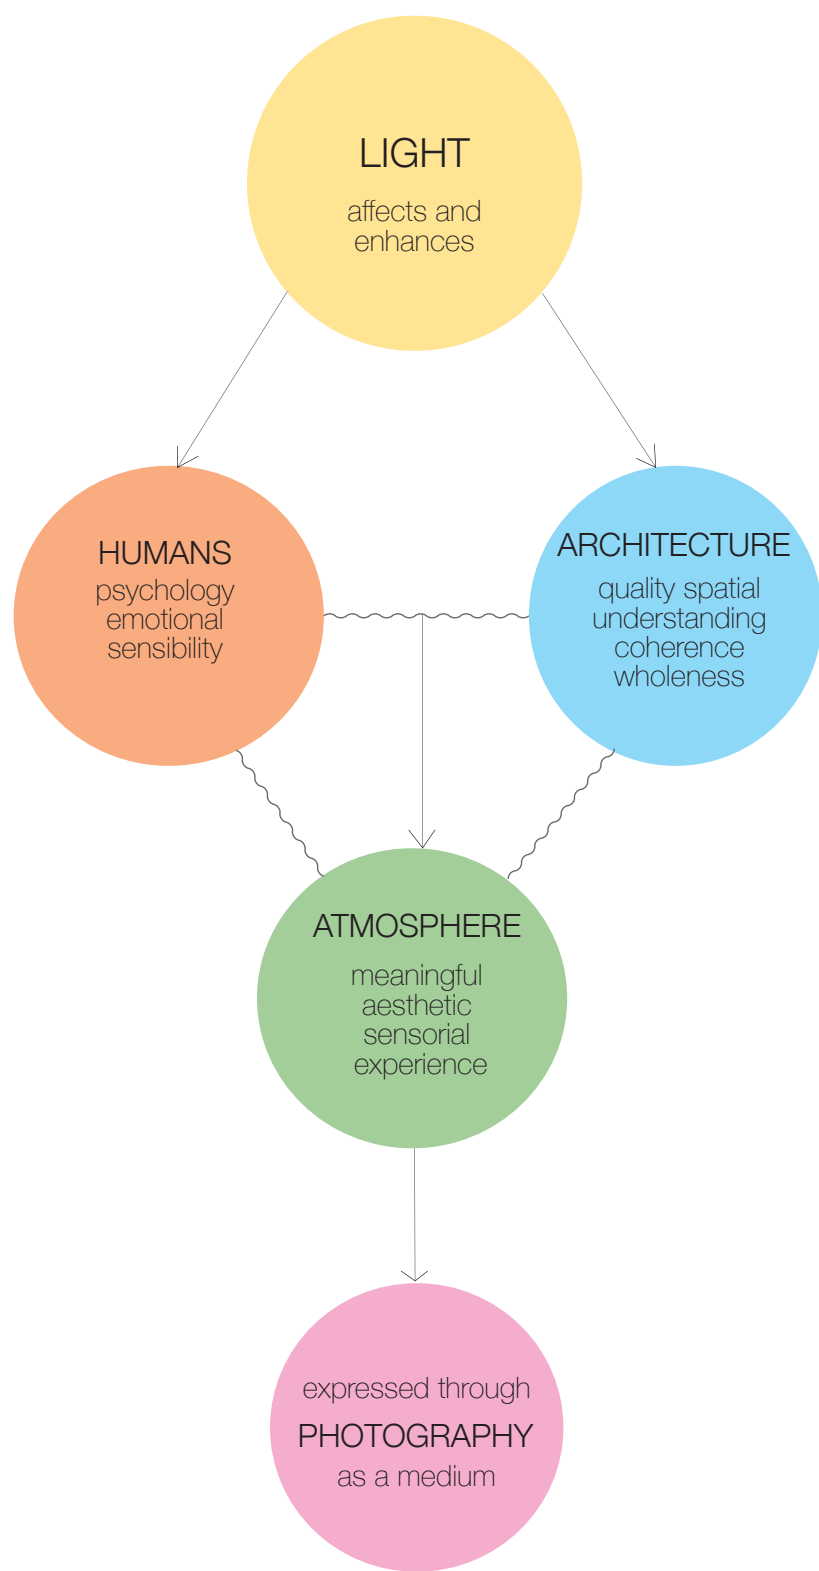 LIGHT
affects and
enhances
HUMANS
psychology
emotional
sensibility
ARCHITECTURE
quality spatial
understanding
coherence
wholeness
ATMOSPHERE
meaningful
aesthetic
sensorial
experience
expressed through
PHOTOGRAPHY
as a medium